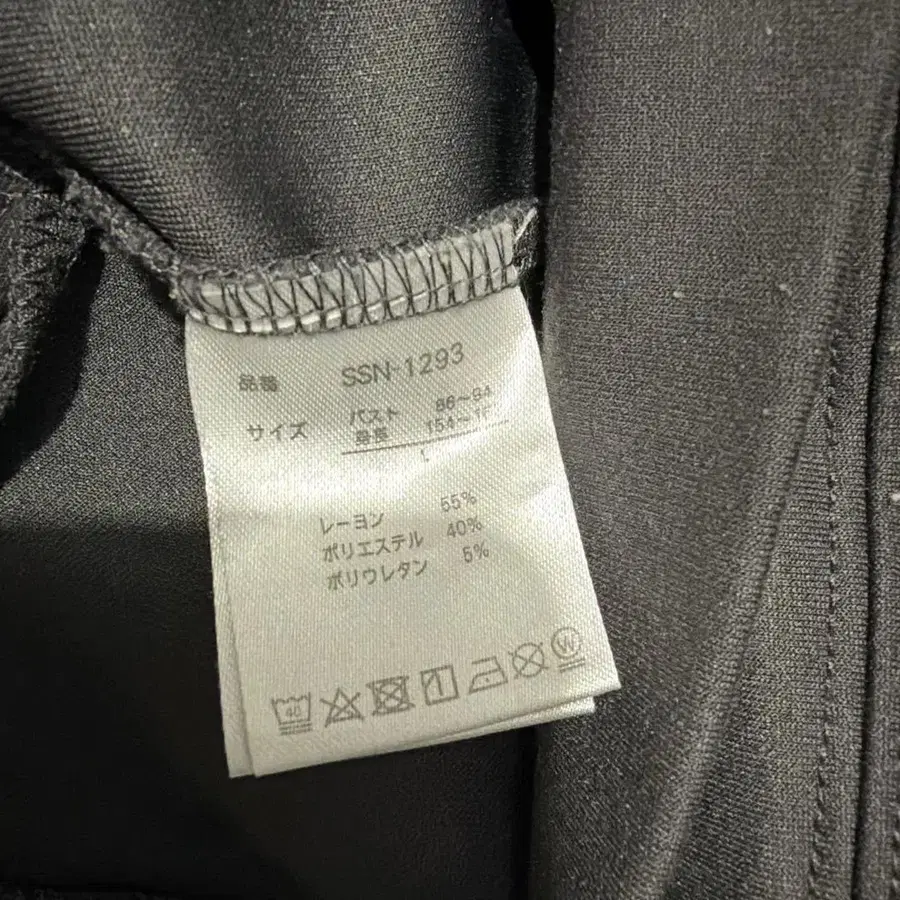 品番 SSN-1293
サイズ バスト 86~94
身長 154~
L
レーヨン 55%
ポリエステル 40%
ポリウレタン 5%
40
W